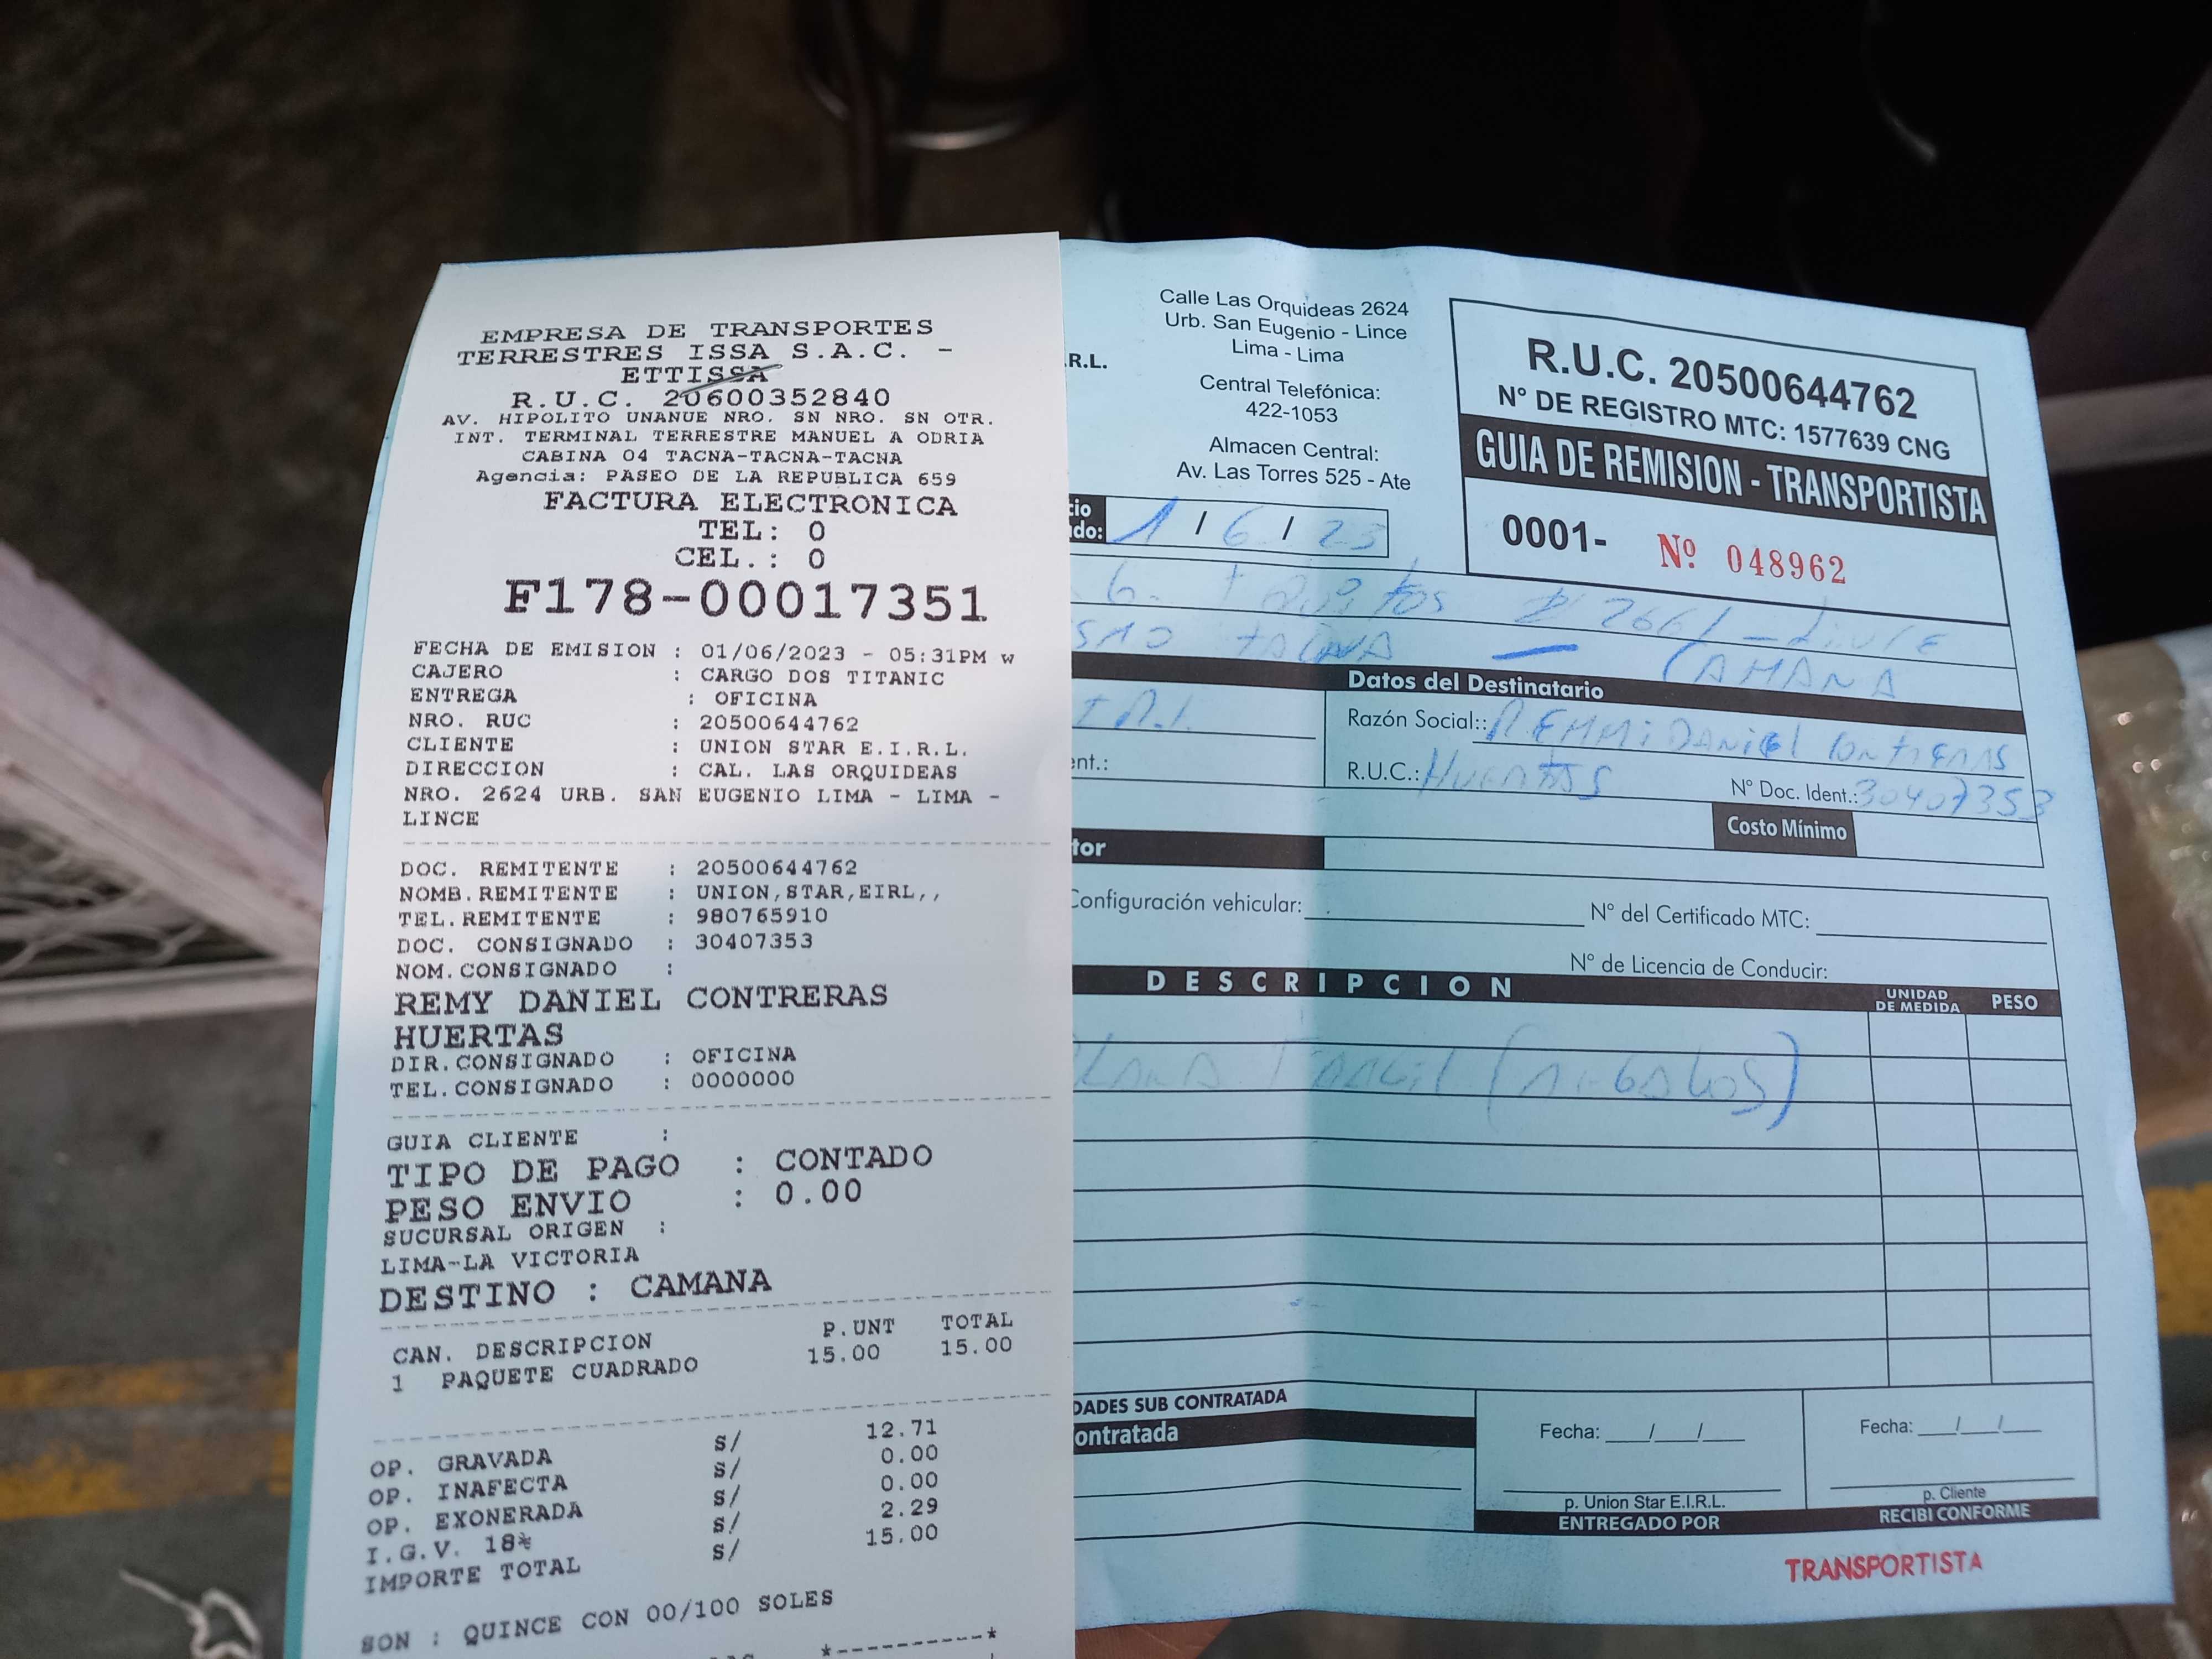 EMPRESA DE TRANSPORTES
TERRESTRES ISSA S.A.C. -
ETTISSA
R.U.C. 20600352840
AV. HIPOLITO UNANUE NRO. SN NRO. SN OTR.
INT. TERMINAL TERRESTRE MANUEL A ODRIA
CABINA 04 TACNA-TACNA-TACNA
Agencia: PASEO DE LA REPUBLICA 659
FACTURA ELECTRONICA
TEL: 0
CEL.: 0
F178-00017351
FECHA DE EMISION : 01/06/2023 - 05:31PM w
CAJERO : CARGO DOS TITANIC
ENTREGA : OFICINA
NRO. RUC : 20500644762
CLIENTE : UNION STAR E.I.R.L.
DIRECCION : CAL. LAS ORQUIDEAS
NRO. 2624 URB. SAN EUGENIO LIMA - LIMA -
LINCE
DOC. REMITENTE : 20500644762
NOMB.REMITENTE : UNION,STAR,EIRL,,
TEL.REMITENTE : 980765910
DOC. CONSIGNADO : 30407353
NOM.CONSIGNADO :
REMY DANIEL CONTRERAS
HUERTAS
DIR.CONSIGNADO : OFICINA
TEL.CONSIGNADO : 0000000
GUIA CLIENTE :
TIPO DE PAGO : CONTADO
PESO ENVIO : 0.00
SUCURSAL ORIGEN :
LIMA-LA VICTORIA
DESTINO : CAMANA
CAN. DESCRIPCION P.UNT TOTAL
1 PAQUETE CUADRADO 15.00 15.00
OP. GRAVADA S/ 12.71
OP. INAFECTA S/ 0.00
OP. EXONERADA S/ 0.00
I.G.V. 18% S/ 2.29
IMPORTE TOTAL S/ 15.00
SON : QUINCE CON 00/100 SOLES
*----------*
.R.L.
Calle Las Orquideas 2624
Urb. San Eugenio - Lince
Lima - Lima
Central Telefónica:
422-1053
Almacen Central:
Av. Las Torres 525 - Ate
R.U.C. 20500644762
N° DE REGISTRO MTC: 1577639 CNG
GUIA DE REMISION - TRANSPORTISTA
0001- Nº 048962
cio
do: 1 / 6 / 23
TACNA — CAMANA
Datos del Destinatario
Razón Social:: REMMI DANIEL CONTRERAS
ent.:
R.U.C.: HUERTAS N° Doc. Ident.: 30407353
Costo Mínimo
tor
Configuración vehicular: N° del Certificado MTC:
N° de Licencia de Conducir:
DESCRIPCION UNIDAD DE MEDIDA PESO
DADES SUB CONTRATADA
ontratada
Fecha: / /
p. Union Star E.I.R.L.
ENTREGADO POR
Fecha: / /
p. Cliente
RECIBI CONFORME
TRANSPORTISTA